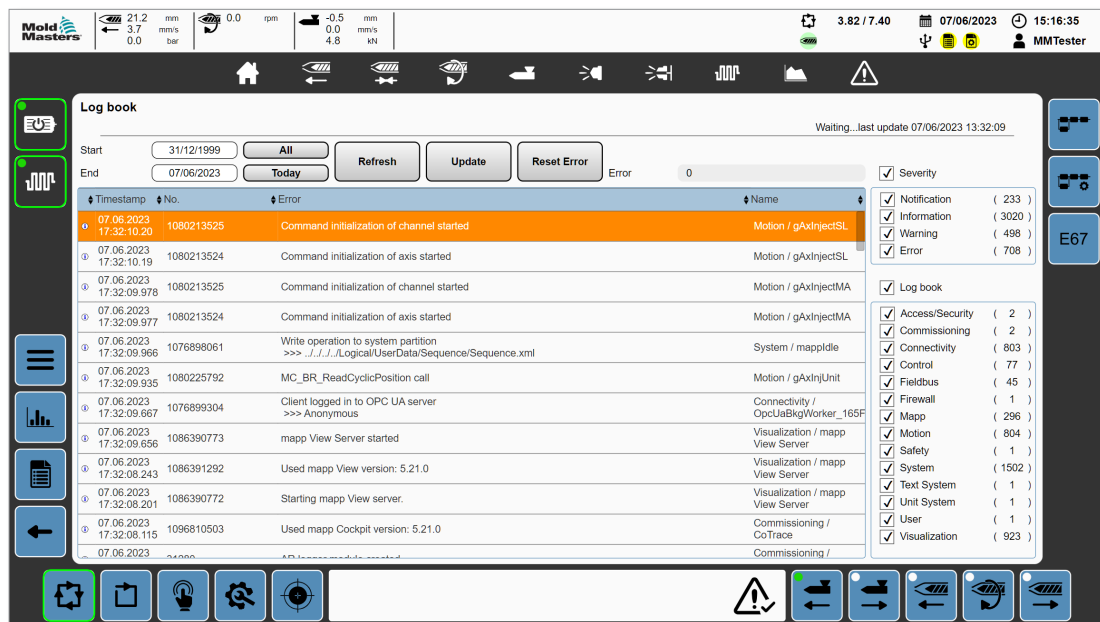 Mold
Masters
21.2 mm
3.7 mm/s
0.0 bar
0.0 rpm
-0.5 mm
0.0 mm/s
4.8 kN
3.82 / 7.40
07/06/2023
15:16:35
MMTester
Log book
Waiting...last update 07/06/2023 13:32:09
Start 31/12/1999 All
End 07/06/2023 Today
Refresh Update Reset Error
Error 0
Timestamp No. Error Name
07.06.2023
17:32:10.20 1080213525 Command initialization of channel started Motion / gAxInjectSL
07.06.2023
17:32:10.19 1080213524 Command initialization of axis started Motion / gAxInjectSL
07.06.2023
17:32:09.978 1080213525 Command initialization of channel started Motion / gAxInjectMA
07.06.2023
17:32:09.977 1080213524 Command initialization of axis started Motion / gAxInjectMA
07.06.2023 Write operation to system partition
17:32:09.966 1076898061 >>> ../../../../Logical/UserData/Sequence/Sequence.xml System / mappIdle
07.06.2023
17:32:09.935 1080225792 MC_BR_ReadCyclicPosition call Motion / gAxInjUnit
07.06.2023 Client logged in to OPC UA server Connectivity /
17:32:09.667 1076899304 >>> Anonymous OpcUaBkgWorker_165F
07.06.2023 Visualization / mapp
17:32:09.656 1086390773 mapp View Server started View Server
07.06.2023 Visualization / mapp
17:32:08.243 1086391292 Used mapp View version: 5.21.0 View Server
07.06.2023 Visualization / mapp
17:32:08.201 1086390772 Starting mapp View server. View Server
07.06.2023 Commissioning /
17:32:08.115 1096810503 Used mapp Cockpit version: 5.21.0 CoTrace
07.06.2023 Commissioning /
Severity
Notification ( 233 )
Information ( 3020 )
Warning ( 498 )
Error ( 708 )
Log book
Access/Security ( 2 )
Commissioning ( 2 )
Connectivity ( 803 )
Control ( 77 )
Fieldbus ( 45 )
Firewall ( 1 )
Mapp ( 296 )
Motion ( 804 )
Safety ( 1 )
System ( 1502 )
Text System ( 1 )
Unit System ( 1 )
User ( 1 )
Visualization ( 923 )
E67